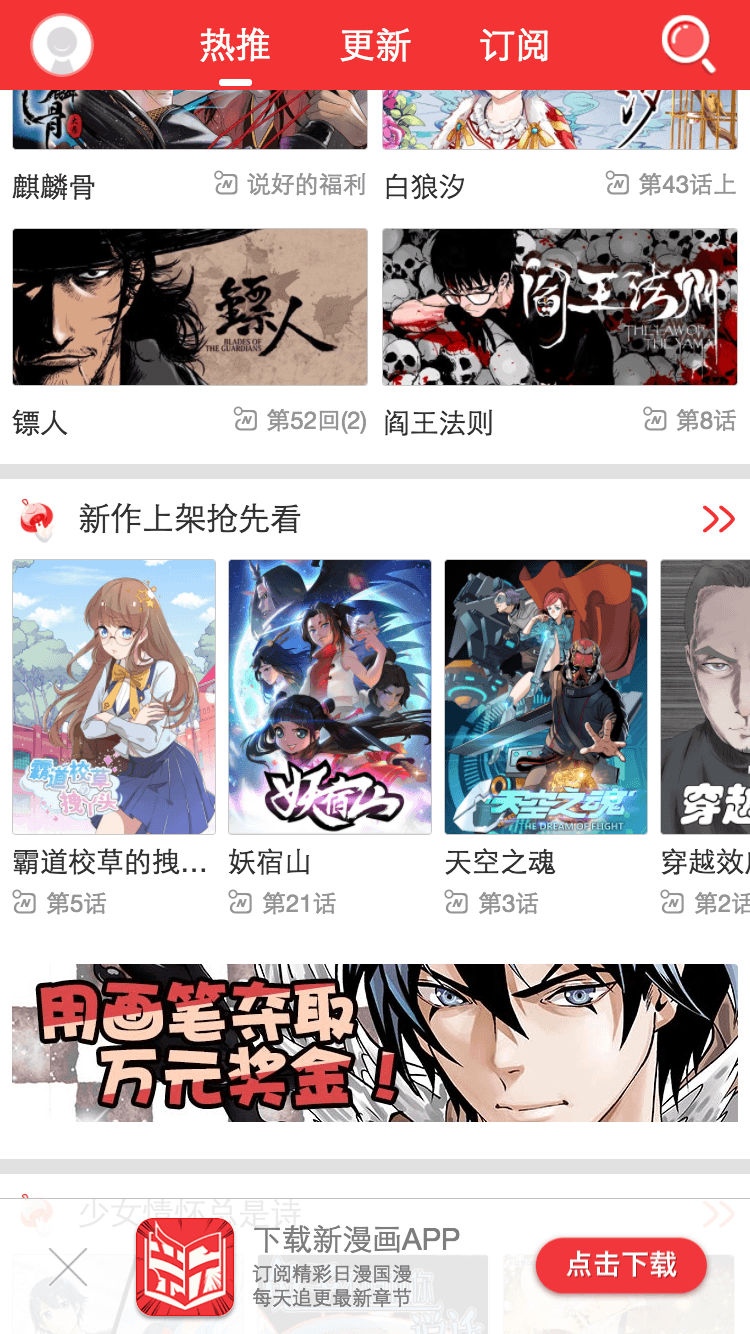 热推 更新 订阅
麒麟骨 说好的福利 白狼汐 第43话上
镖人
BLADES OF
THE GUARDIANS
阎王法则
THE LAW OF
THE YAMA
镖人 第52回(2) 阎王法则 第8话
新作上架抢先看
霸道校草
拽丫头
妖宿山
天空之魂
THE DREAM OF FLIGHT
穿越
霸道校草的拽... 妖宿山 天空之魂 穿越效
第5话 第21话 第3话 第2话
用画笔夺取
万元奖金！
少女情怀总是诗
下载新漫画APP
订阅精彩日漫国漫
每天追更最新章节
点击下载